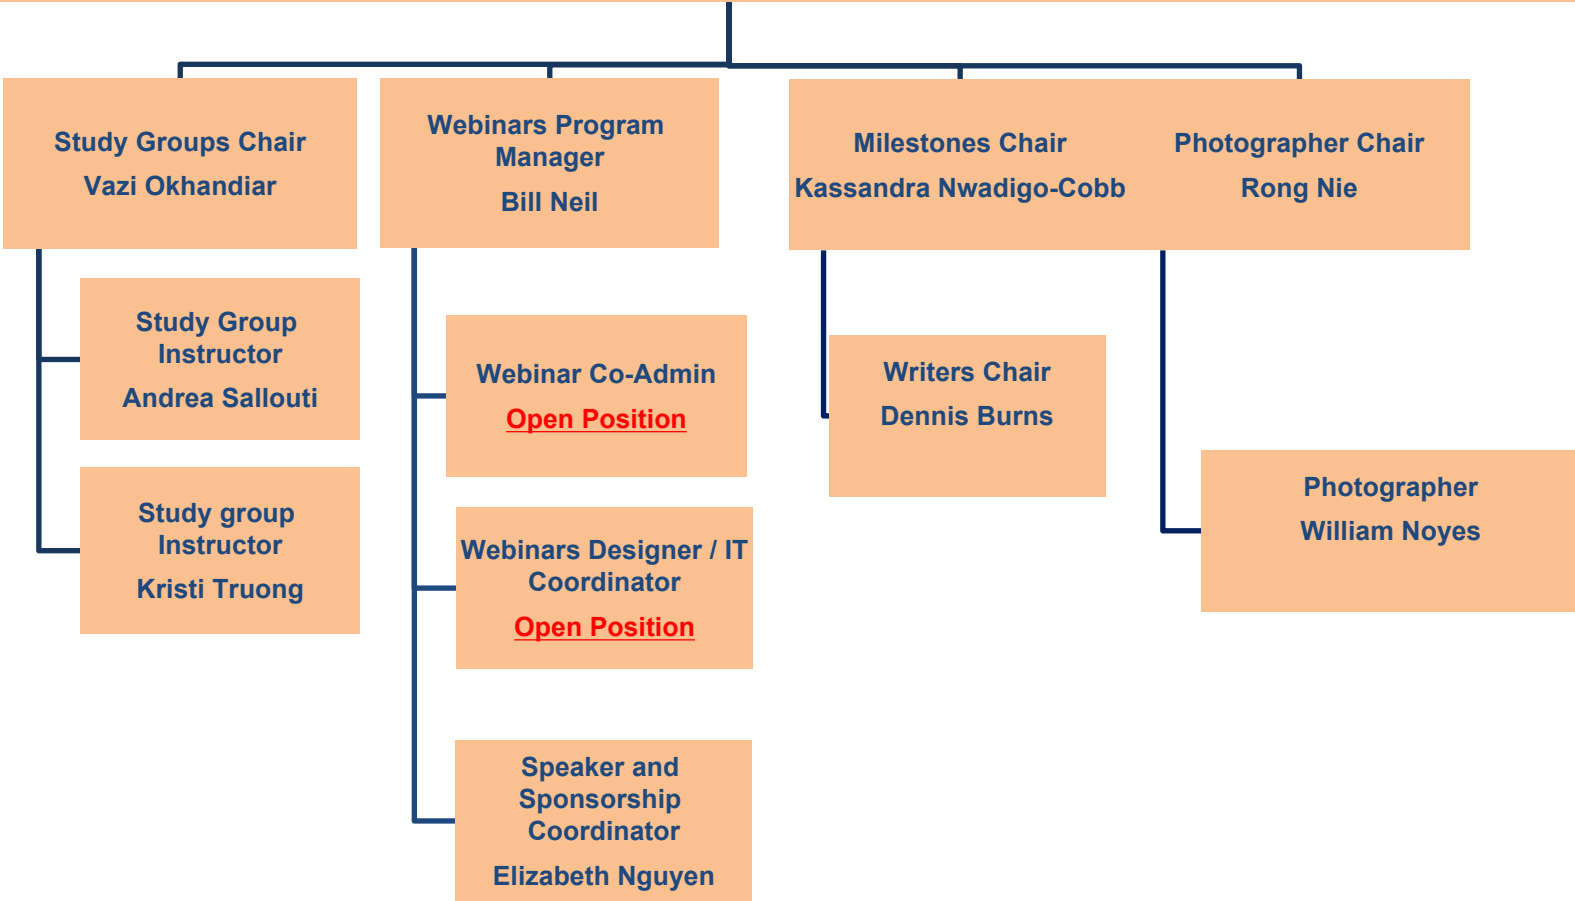 Study Groups Chair
Vazi Okhandiar
Study Group
Instructor
Andrea Sallouti
Study group
Instructor
Kristi Truong
Webinars Program
Manager
Bill Neil
Webinar Co-Admin
Open Position
Webinars Designer / IT
Coordinator
Open Position
Speaker and
Sponsorship
Coordinator
Elizabeth Nguyen
Milestones Chair
Kassandra Nwadigo-Cobb
Writers Chair
Dennis Burns
Photographer Chair
Rong Nie
Photographer
William Noyes